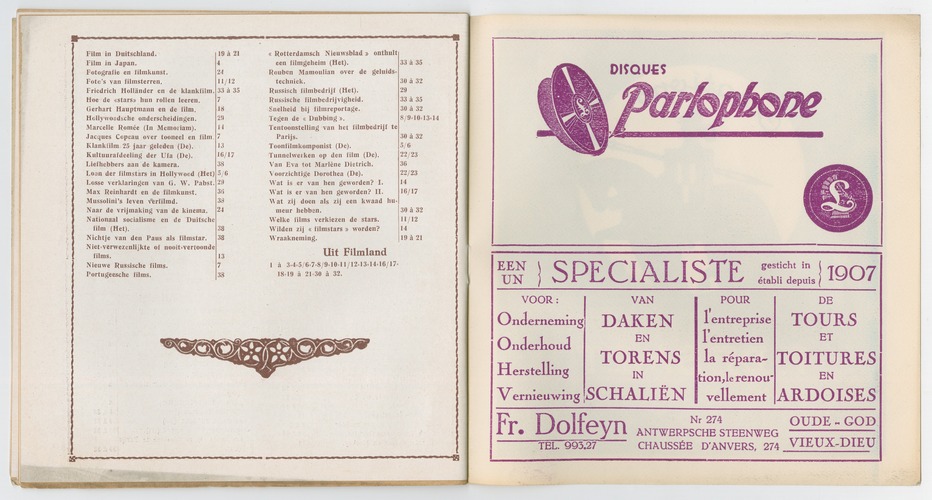 Film in Duitschland. 19 à 21
Film in Japan. 4
Fotografie en filmkunst. 24
Foto's van filmsterren. 11/12
Friedrich Holländer en de klankfilm. 33 à 35
Hoe de «stars» hun rollen leeren. 7
Gerhart Hauptmann en de film. 18
Hollywoodsche onderscheidingen. 29
Marcelle Romée (In Memoriam). 14
Jacques Copeau over tooneel en film 7
Klankfilm 25 jaar geleden (De). 13
Kultuurafdeeling der Ufa (De). 16/17
Liefhebbers aan de kamera. 38
Loon der filmstars in Hollywood (Het) 5/6
Losse verklaringen van G. W. Pabst. 29
Max Reinhardt en de filmkunst. 36
Mussolini's leven verfilmd. 38
Naar de vrijmaking van de kinema. 24
Nationaal socialisme en de Duitsche
film (Het). 38
Nichtje van den Paus als filmstar. 38
Niet-verwezenlijkte of nooit-vertoonde
films. 13
Nieuwe Russische films. 7
Portugeesche films. 38
« Rotterdamsch Nieuwsblad » onthult
een filmgeheim (Het). 33 à 35
Rouben Mamoulian over de geluids-
techniek. 30 à 32
Russisch filmbedrijf (Het). 29
Russische filmbedrijvigheid. 33 à 35
Snelheid bij filmreportage. 30 à 32
Tegen de « Dubbing ». 8/9-10-13-14
Tentoonstelling van het filmbedrijf te
Parijs. 30 à 32
Toonfilmkomponist (De). 5/6
Tunnelwerken op den film (De). 22/23
Van Eva tot Marlène Dietrich. 36
Voorzichtige Dorothea (De). 22/23
Wat is er van hen geworden? I. 14
Wat is er van hen geworden? II. 16/17
Wat zij doen als zij een kwaad hu-
meur hebben. 30 à 32
Welke films verkiezen de stars. 11/12
Wilden zij « filmstars » worden? 14
Wraakneming. 19 à 21
Uit Filmland
1 à 3-4-5/6-7-8/9-10-11/12-13-14-16/17-
18-19 à 21-30 à 32.
DISQUES
Parlophone
£
EEN
UN
SPECIALISTE
gesticht in
établi depuis
1907
VOOR:
Onderneming
Onderhoud
Herstelling
Vernieuwing
VAN
DAKEN
EN
TORENS
IN
SCHALIËN
POUR
l'entreprise
l'entretien
la répara-
tion, le renou-
vellement
DE
TOURS
ET
TOITURES
EN
ARDOISES
Fr. Dolfeyn
TEL. 993.27
Nr 274
ANTWERPSCHE STEENWEG
CHAUSSÉE D'ANVERS, 274
OUDE - GOD
VIEUX-DIEU